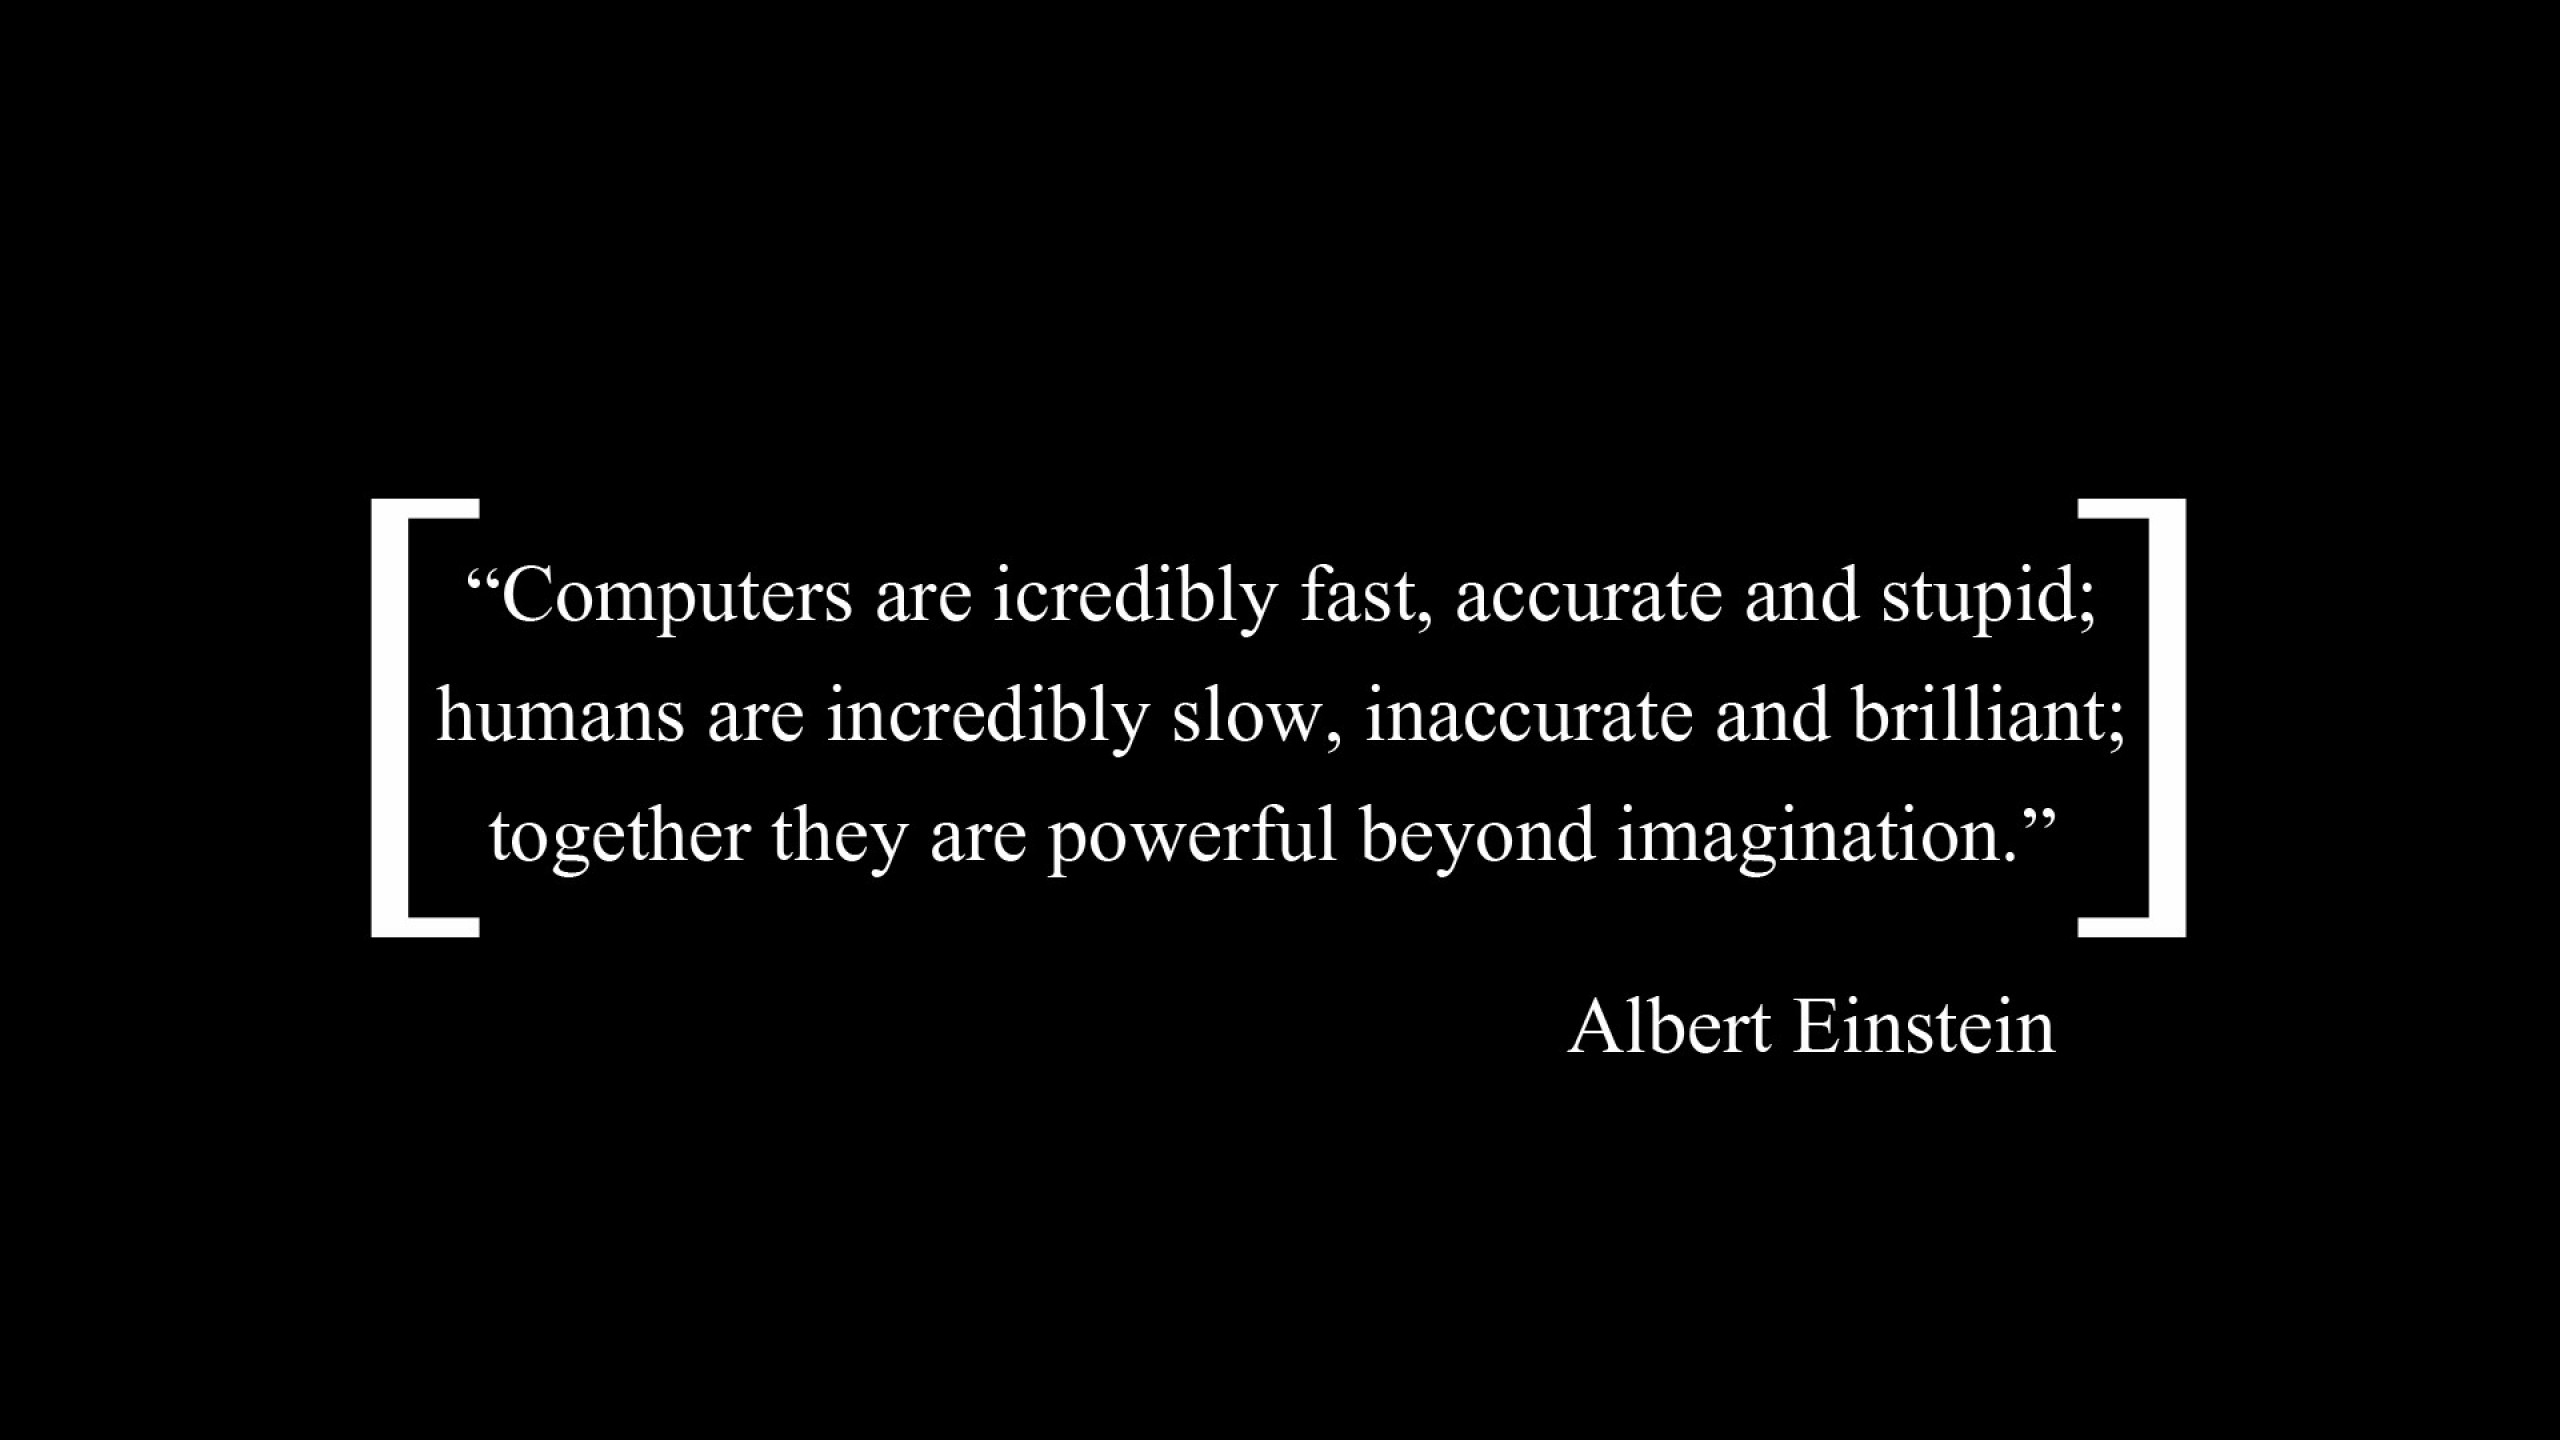 “Computers are icredibly fast, accurate and stupid;
humans are incredibly slow, inaccurate and brilliant;
together they are powerful beyond imagination.”
Albert Einstein